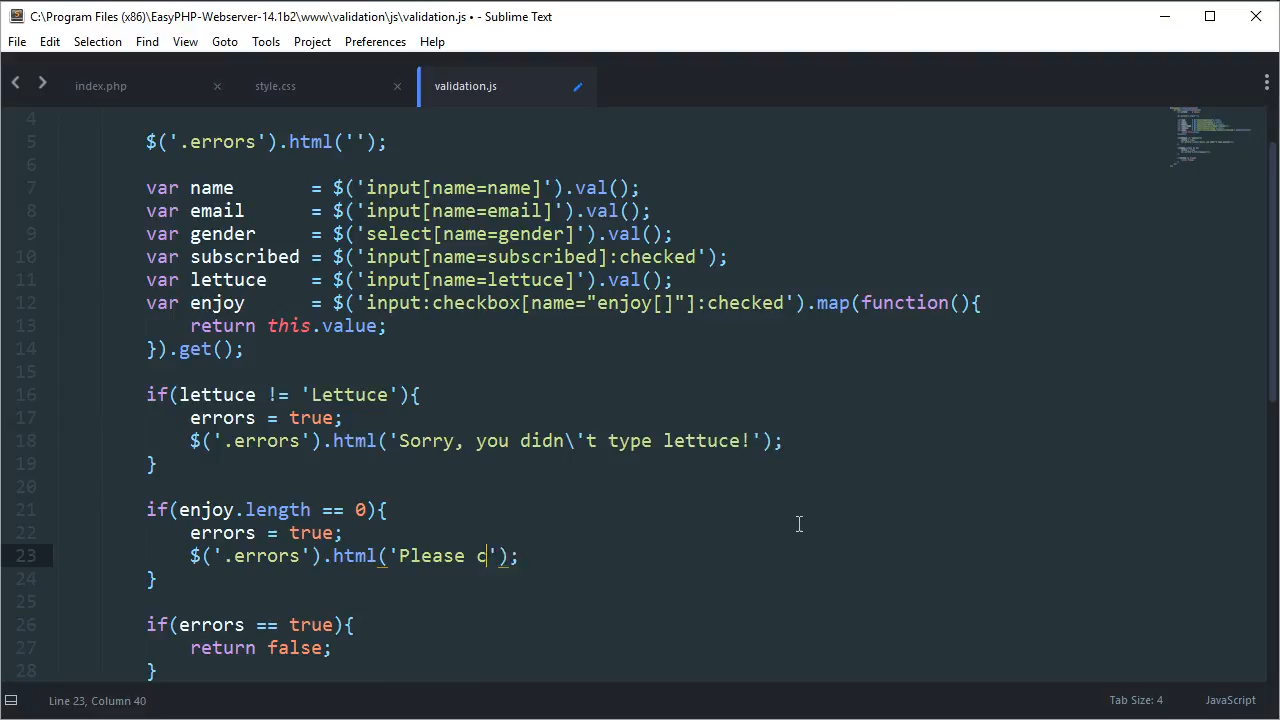 C:\Program Files (x86)\EasyPHP-Webserver-14.1b2\www\validation\js\validation.js • - Sublime Text
File Edit Selection Find View Goto Tools Project Preferences Help
index.php style.css validation.js
4
5 $('.errors').html('');
6
7 var name = $('input[name=name]').val();
8 var email = $('input[name=email]').val();
9 var gender = $('select[name=gender]').val();
10 var subscribed = $('input[name=subscribed]:checked');
11 var lettuce = $('input[name=lettuce]').val();
12 var enjoy = $('input:checkbox[name="enjoy[]"]:checked').map(function(){
13 return this.value;
14 }).get();
15
16 if(lettuce != 'Lettuce'){
17 errors = true;
18 $('.errors').html('Sorry, you didn\'t type lettuce!');
19 }
20
21 if(enjoy.length == 0){
22 errors = true;
23 $('.errors').html('Please c');
24 }
25
26 if(errors == true){
27 return false;
28 }
Line 23, Column 40 Tab Size: 4 JavaScript